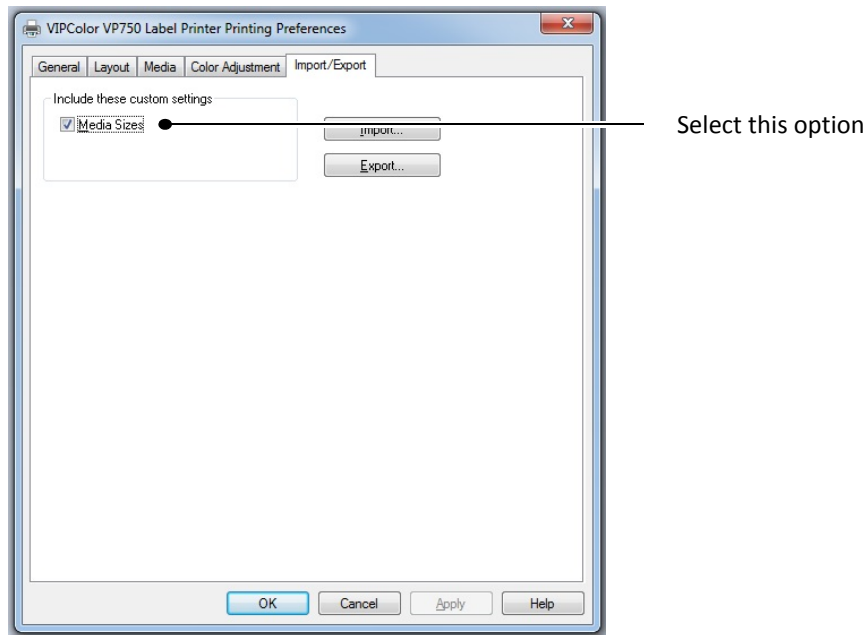 VIPColor VP750 Label Printer Printing Preferences
General Layout Media Color Adjustment Import/Export
Include these custom settings
Media Sizes Import... Select this option
Export...
OK Cancel Apply Help